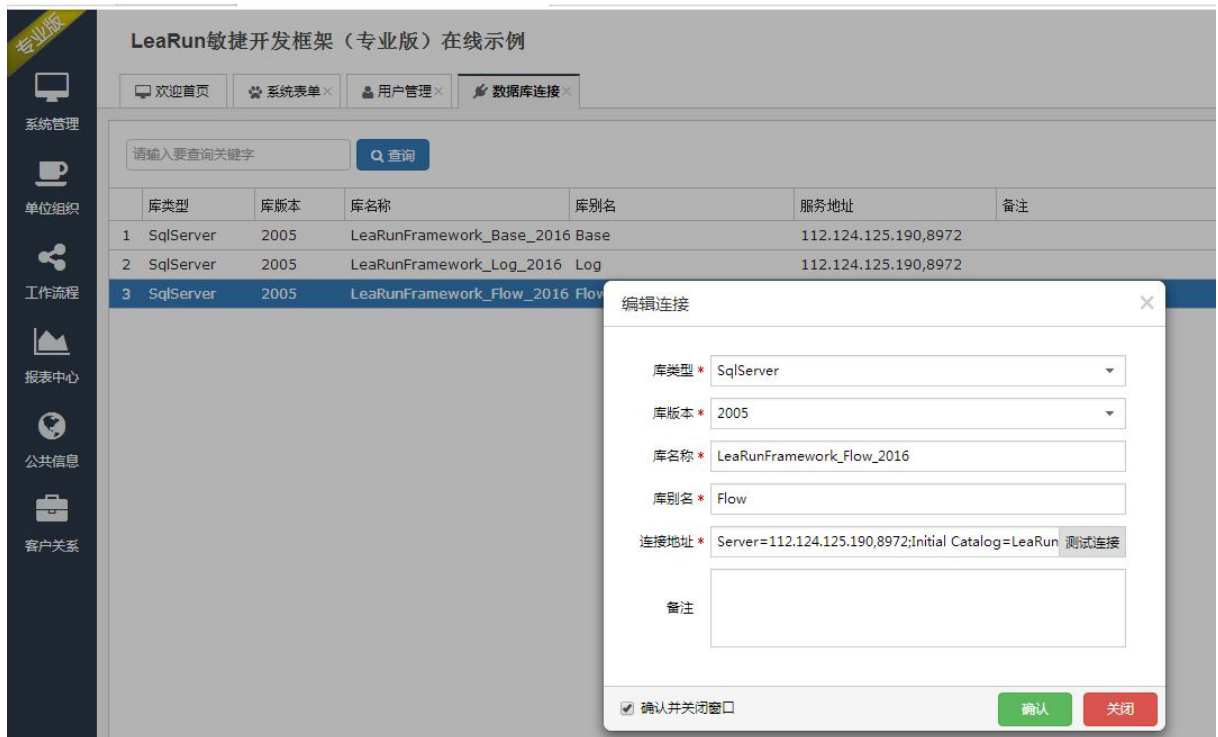 专业版
LeaRun敏捷开发框架（专业版）在线示例
欢迎首页 系统表单 用户管理 数据库连接
系统管理
单位组织
工作流程
报表中心
公共信息
客户关系
请输入要查询关键字 查询
库类型 库版本 库名称 库别名 服务地址 备注
1 SqlServer 2005 LeaRunFramework_Base_2016 Base 112.124.125.190,8972
2 SqlServer 2005 LeaRunFramework_Log_2016 Log 112.124.125.190,8972
3 SqlServer 2005 LeaRunFramework_Flow_2016 Flow
编辑连接
库类型 * SqlServer
库版本 * 2005
库名称 * LeaRunFramework_Flow_2016
库别名 * Flow
连接地址 * Server=112.124.125.190,8972;Initial Catalog=LeaRun 测试连接
备注
确认并关闭窗口 确认 关闭